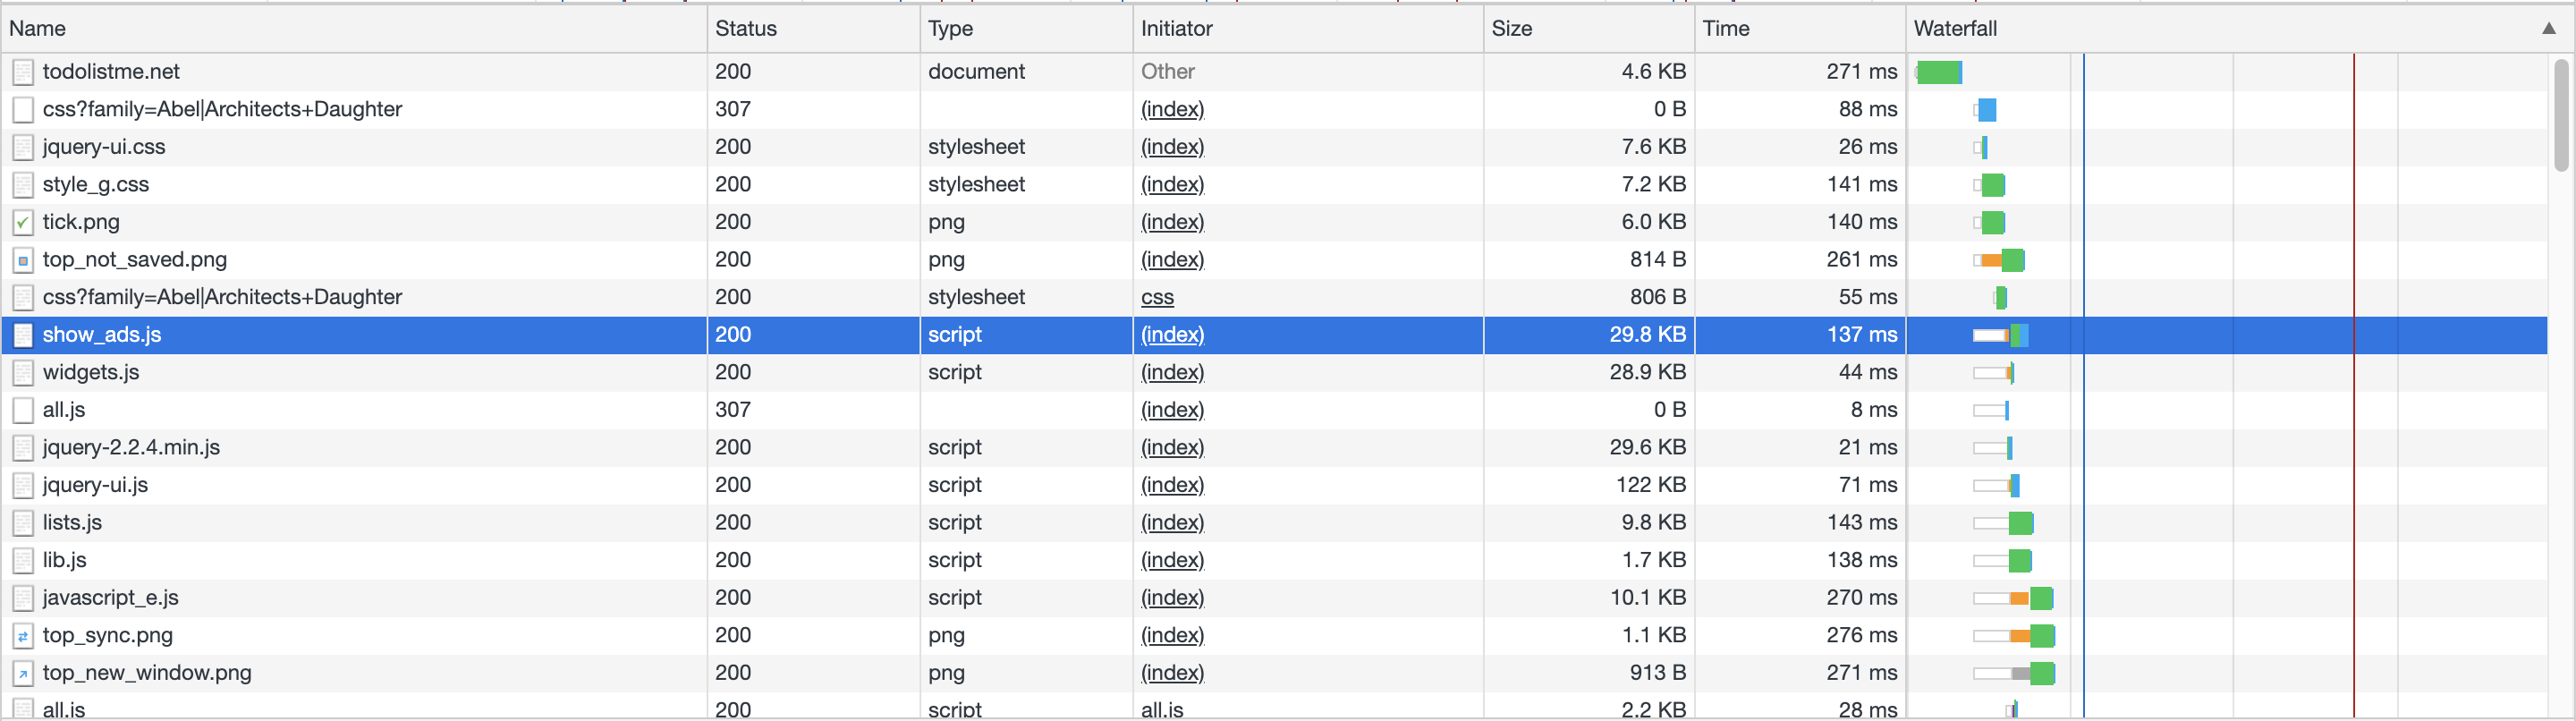 Name Status Type Initiator Size Time Waterfall
todolistme.net 200 document Other 4.6 KB 271 ms
css?family=Abel|Architects+Daughter 307 (index) 0 B 88 ms
jquery-ui.css 200 stylesheet (index) 7.6 KB 26 ms
style_g.css 200 stylesheet (index) 7.2 KB 141 ms
tick.png 200 png (index) 6.0 KB 140 ms
top_not_saved.png 200 png (index) 814 B 261 ms
css?family=Abel|Architects+Daughter 200 stylesheet css 806 B 55 ms
show_ads.js 200 script (index) 29.8 KB 137 ms
widgets.js 200 script (index) 28.9 KB 44 ms
all.js 307 (index) 0 B 8 ms
jquery-2.2.4.min.js 200 script (index) 29.6 KB 21 ms
jquery-ui.js 200 script (index) 122 KB 71 ms
lists.js 200 script (index) 9.8 KB 143 ms
lib.js 200 script (index) 1.7 KB 138 ms
javascript_e.js 200 script (index) 10.1 KB 270 ms
top_sync.png 200 png (index) 1.1 KB 276 ms
top_new_window.png 200 png (index) 913 B 271 ms
all.js 200 script all.js 2.2 KB 28 ms